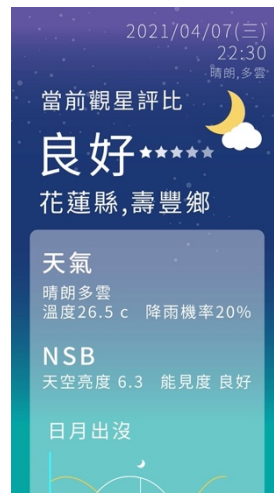 2021/04/07(三)
22:30
晴朗,多雲
當前觀星評比
良好★★★★★
花蓮縣,壽豐鄉
天氣
晴朗多雲
溫度26.5 c 降雨機率20%
NSB
天空亮度 6.3 能見度 良好
日月出沒